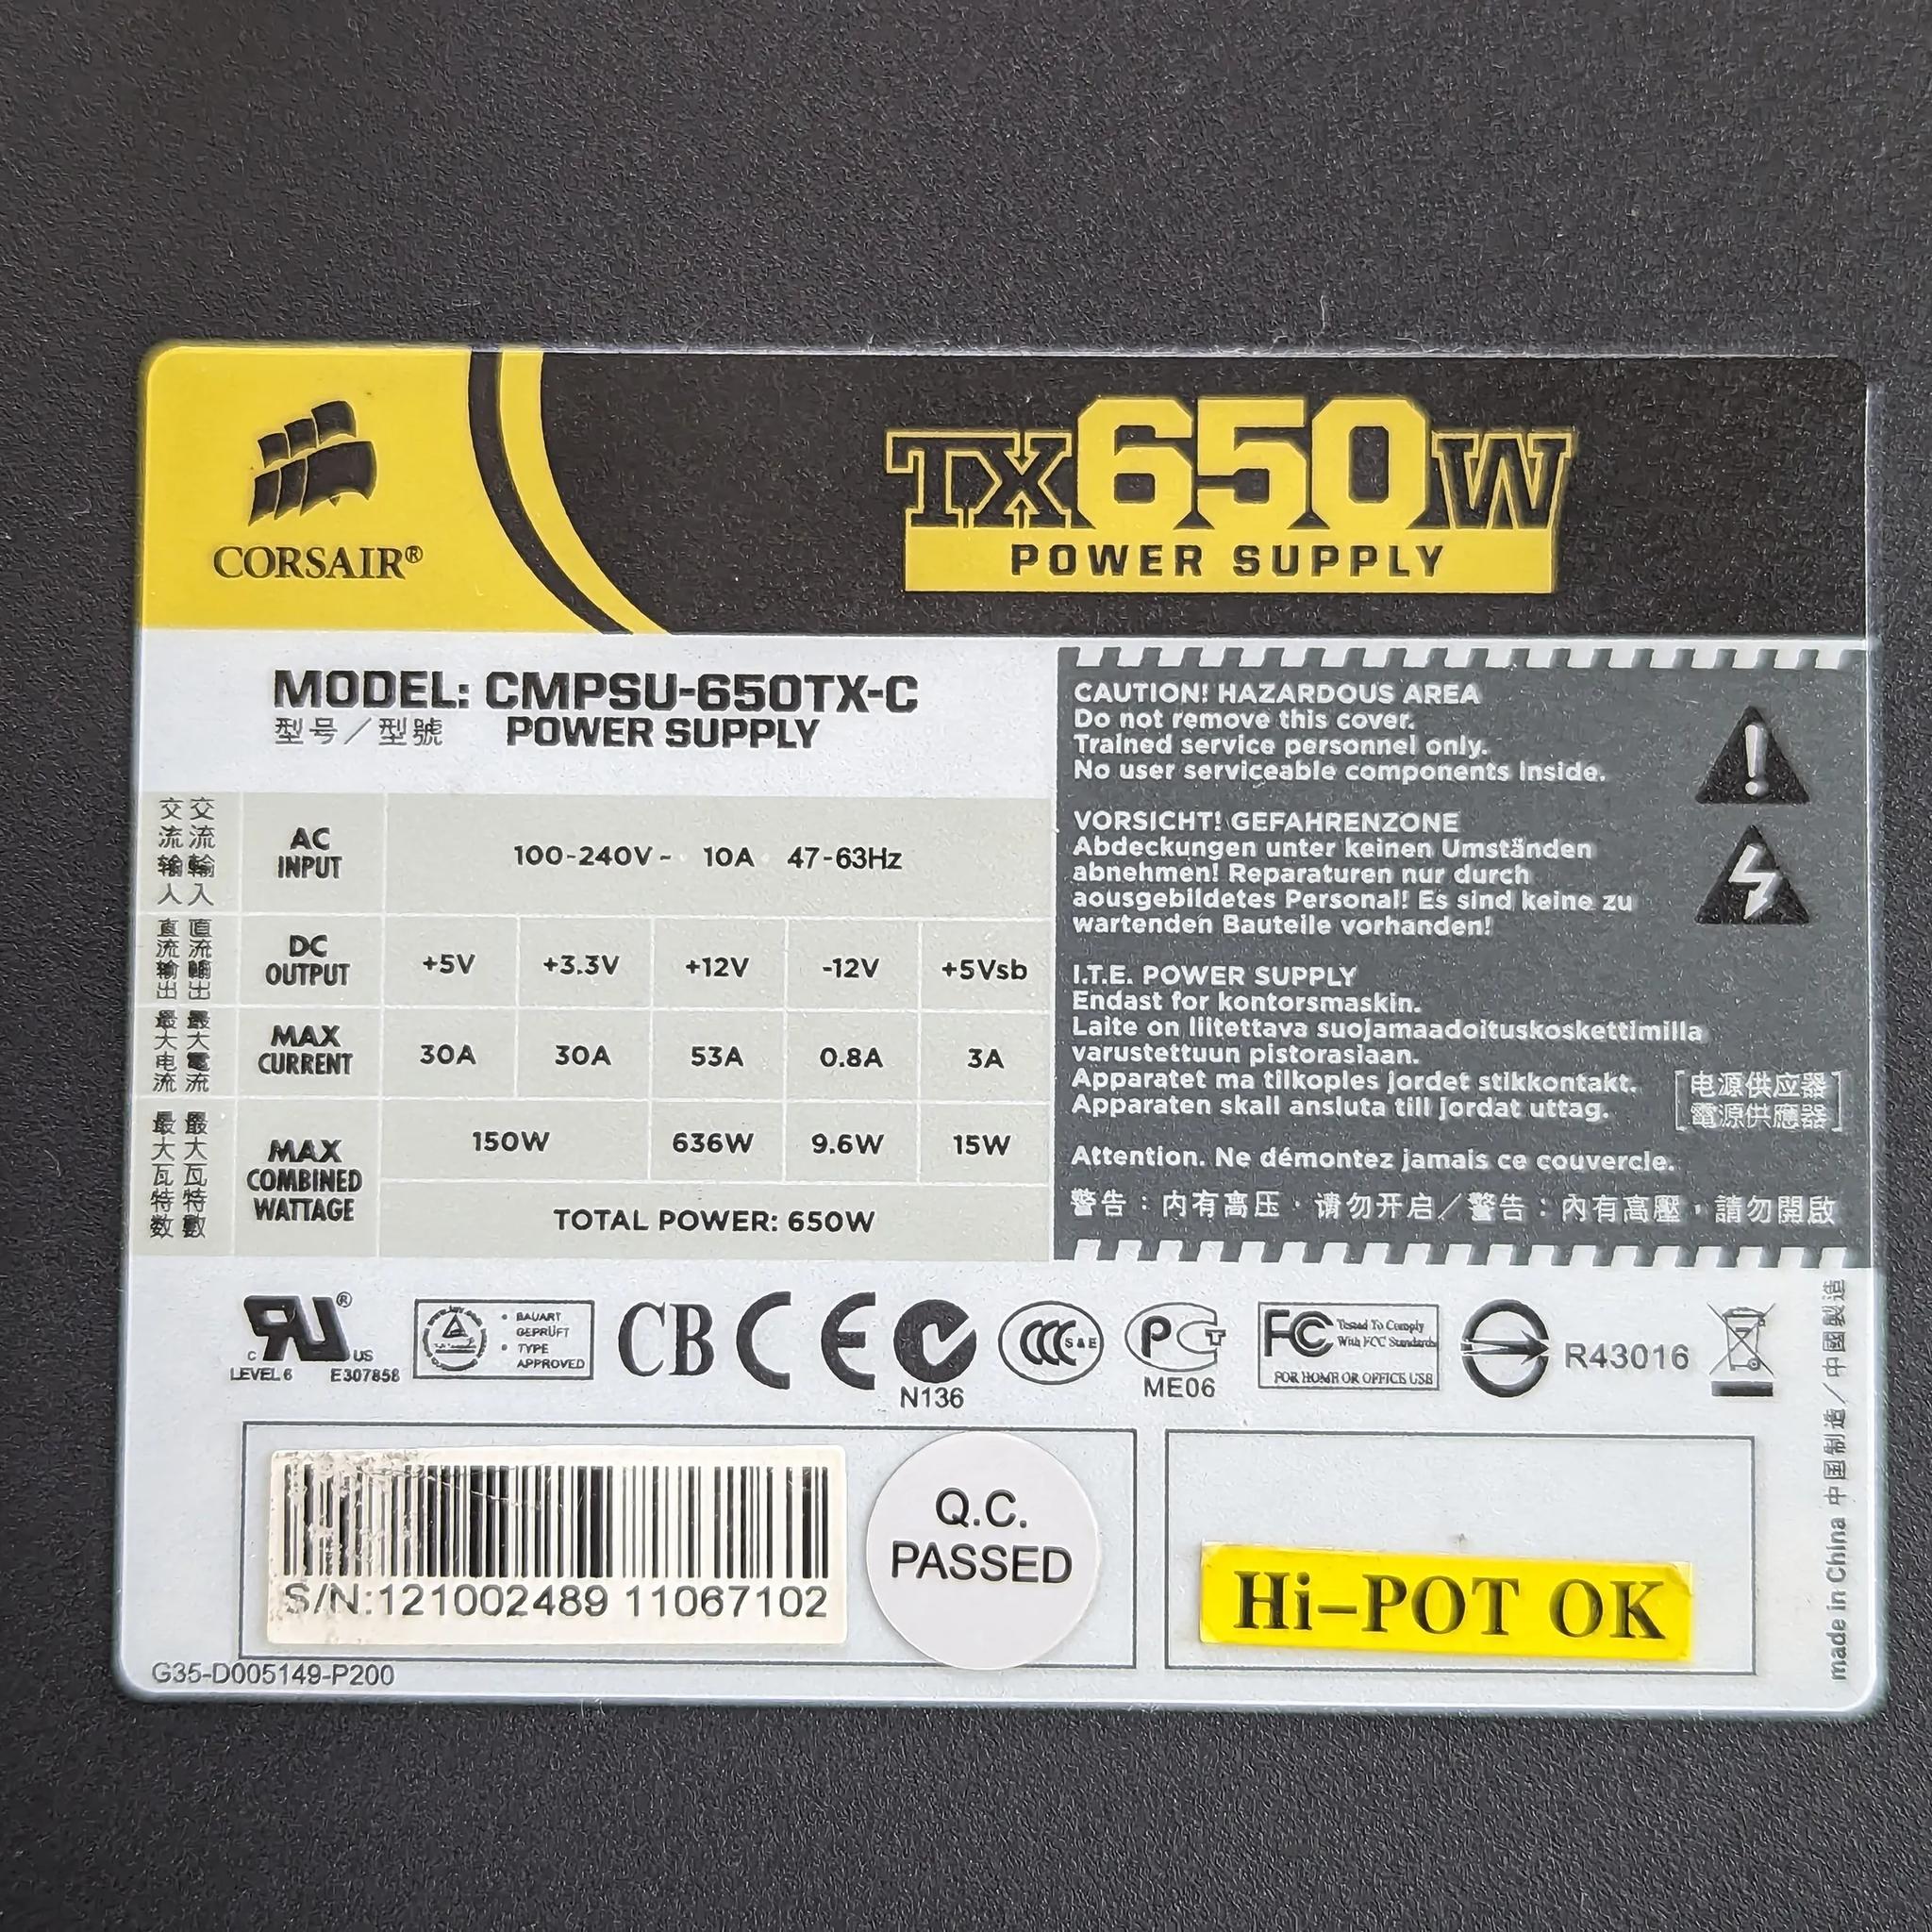 CORSAIR®
TX650W
POWER SUPPLY
MODEL: CMPSU-650TX-C
型号／型號 POWER SUPPLY
交流输入 交流輸入 AC INPUT 100-240V~ 10A 47-63Hz
直流输出 直流輸出 DC OUTPUT +5V +3.3V +12V -12V +5Vsb
最大电流 最大電流 MAX CURRENT 30A 30A 53A 0.8A 3A
最大瓦特数 最大瓦特數 MAX COMBINED WATTAGE 150W 636W 9.6W 15W
TOTAL POWER: 650W
CAUTION! HAZARDOUS AREA
Do not remove this cover.
Trained service personnel only.
No user serviceable components inside.
VORSICHT! GEFAHRENZONE
Abdeckungen unter keinen Umständen
abnehmen! Reparaturen nur durch
aousgebildetes Personal! Es sind keine zu
wartenden Bauteile vorhanden!
I.T.E. POWER SUPPLY
Endast for kontorsmaskin.
Laite on liitettava suojamaadoituskoskettimilla
varustettuun pistorasiaan.
Apparatet ma tilkoples jordet stikkontakt.
Apparaten skall ansluta till jordat uttag.
电源供应器
電源供應器
Attention. Ne démontez jamais ce couvercle.
警告：内有高压，请勿开启／警告：內有高壓，請勿開啟
c RU® US
LEVEL 6 E307858
BAUART
GEPRÜFT
TYPE
APPROVED
CB
CE
N136
CCC S&E
PCT
ME06
FC Tested To Comply
With FCC Standards
FOR HOME OR OFFICE USE
R43016
made in China 中国制造／中國製造
S/N:121002489 11067102
Q.C.
PASSED
Hi-POT OK
G35-D005149-P200